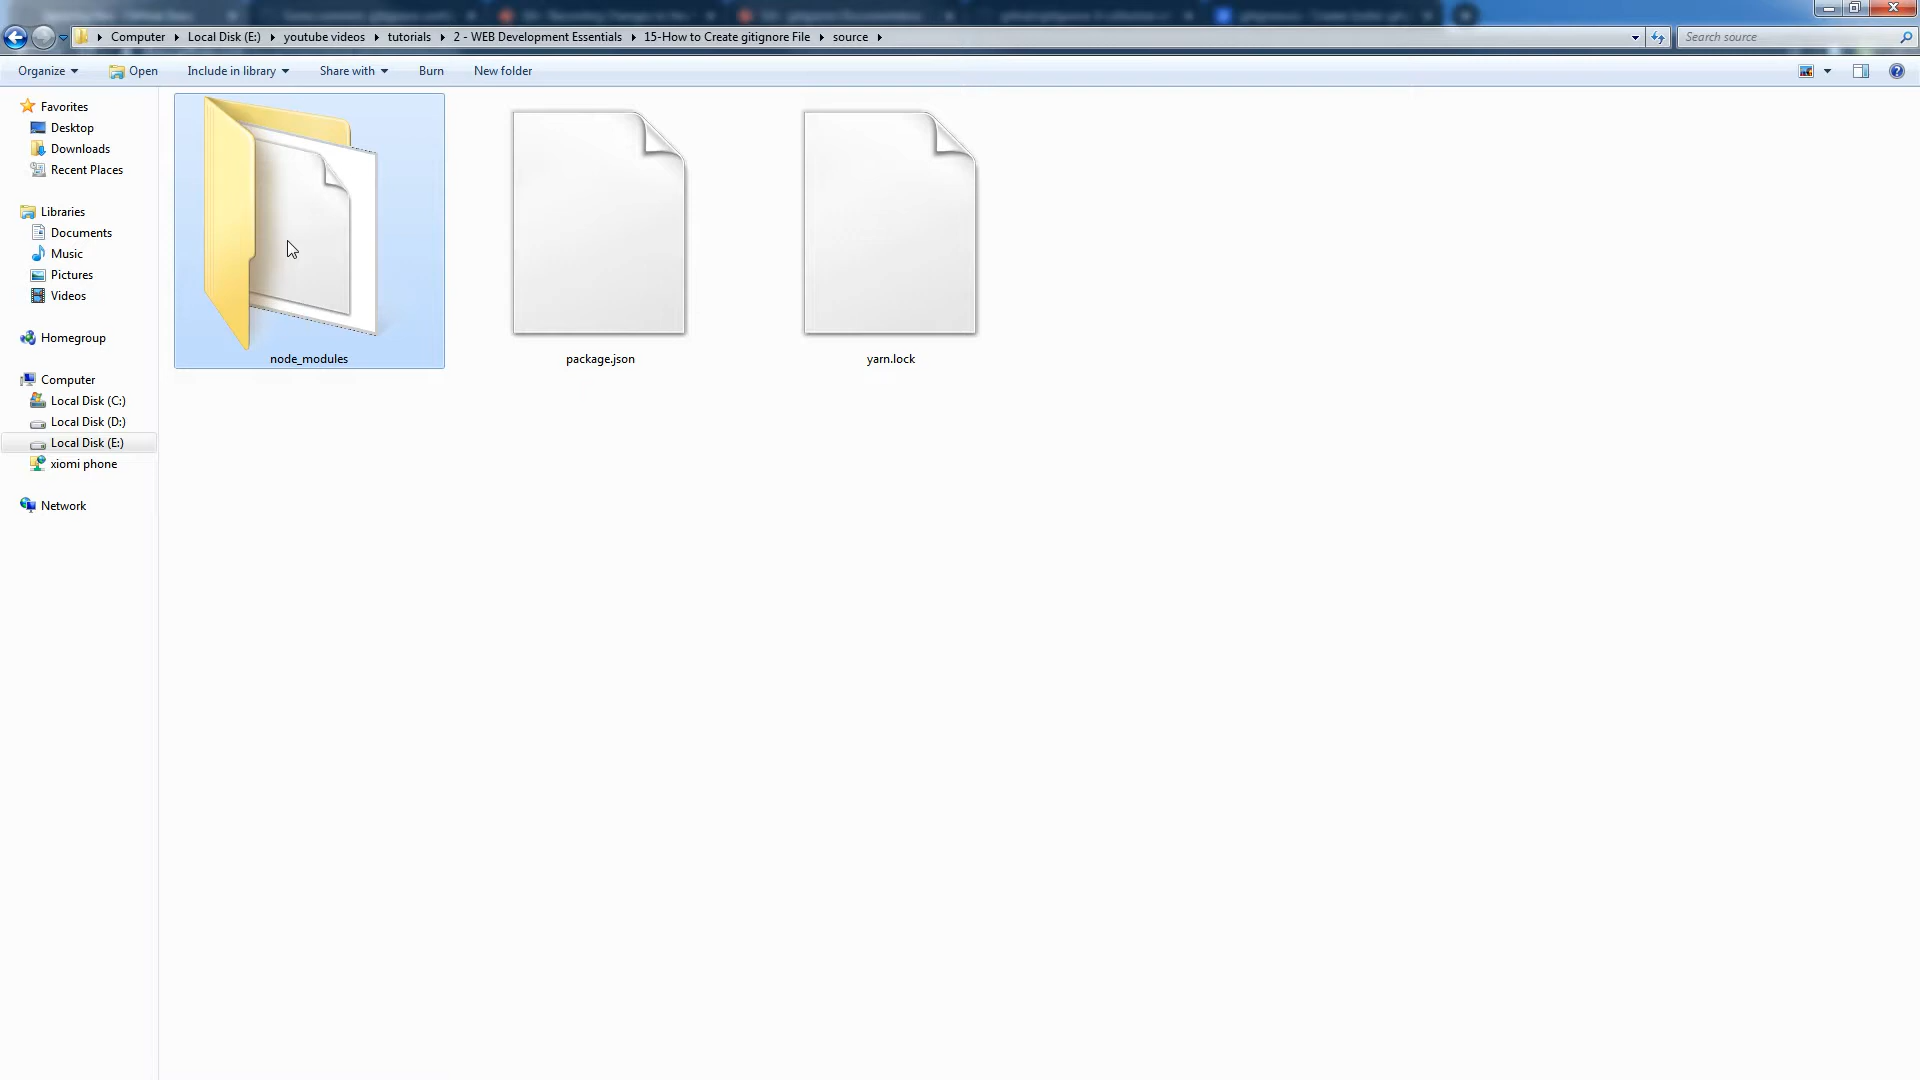 Computer Local Disk (E:) youtube videos tutorials 2 - WEB Development Essentials 15-How to Create gitignore File source Search source
Organize Open Include in library Share with Burn New folder
Favorites
Desktop
Downloads
Recent Places
Libraries
Documents
Music
Pictures
Videos
Homegroup
Computer
Local Disk (C:)
Local Disk (D:)
Local Disk (E:)
xiomi phone
Network
node_modules
package.json
yarn.lock